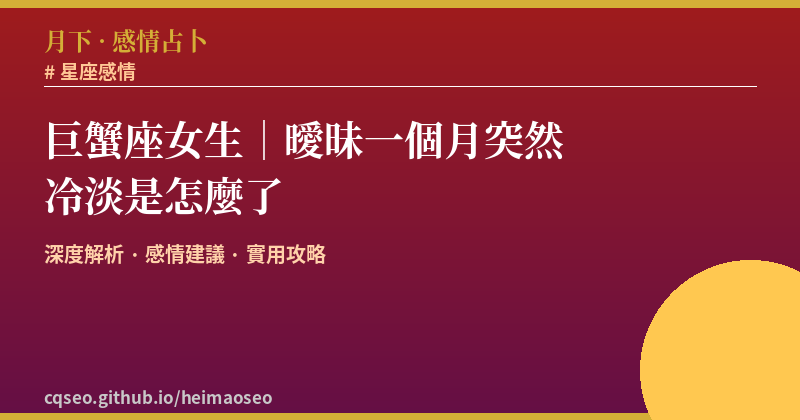 月下 · 感情占卜
# 星座感情
巨蟹座女生｜曖昧一個月突然
冷淡是怎麼了
深度解析 · 感情建議 · 實用攻略
cqseo.github.io/heimaoseo